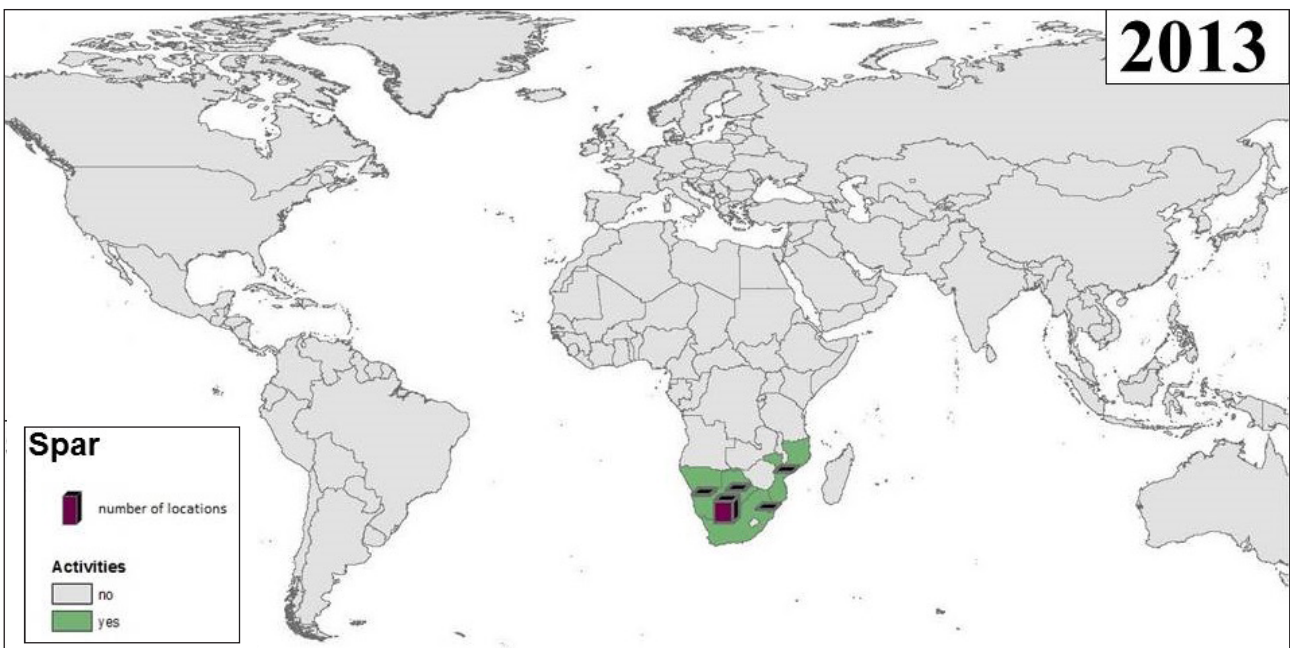 2013
Spar
number of locations
Activities
no
yes